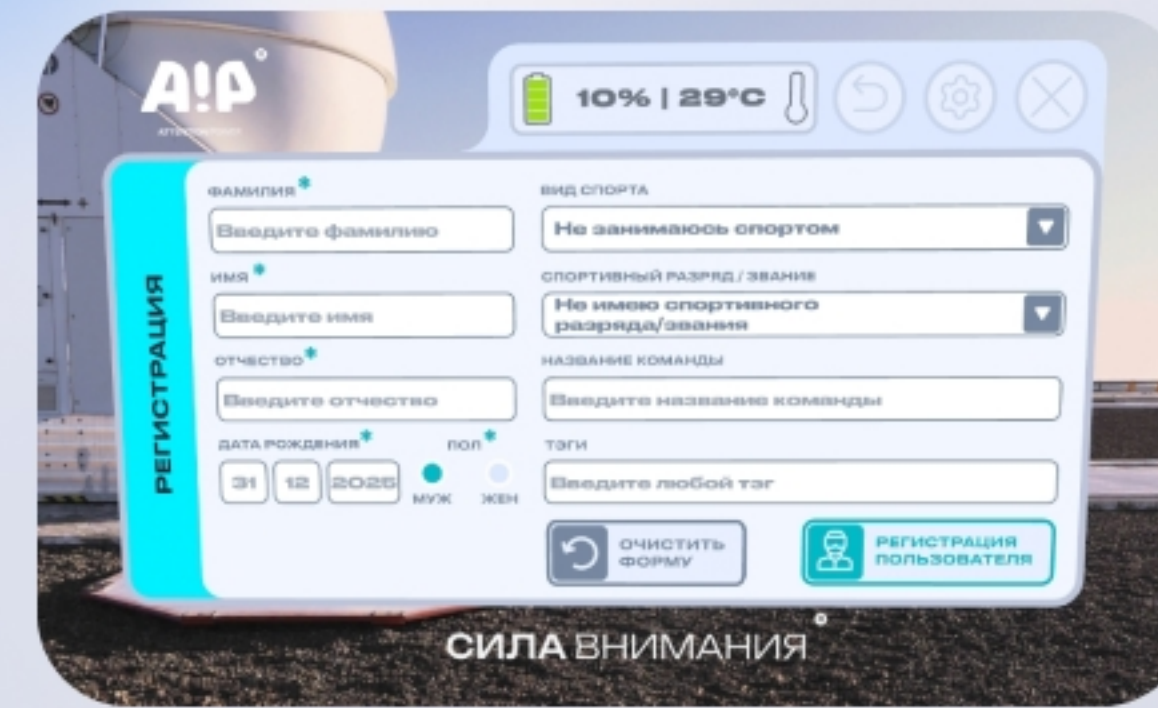 A!P
ATTENTION POWER
10% | 29°C
РЕГИСТРАЦИЯ
ФАМИЛИЯ*
Введите фамилию
ИМЯ*
Введите имя
ОТЧЕСТВО*
Введите отчество
ДАТА РОЖДЕНИЯ*
ПОЛ*
31 12 2025
МУЖ
ЖЕН
ВИД СПОРТА
Не занимаюсь спортом
СПОРТИВНЫЙ РАЗРЯД / ЗВАНИЕ
Не имею спортивного
разряда/звания
НАЗВАНИЕ КОМАНДЫ
Введите название команды
ТЭГИ
Введите любой тэг
ОЧИСТИТЬ
ФОРМУ
РЕГИСТРАЦИЯ
ПОЛЬЗОВАТЕЛЯ
СИЛА ВНИМАНИЯ